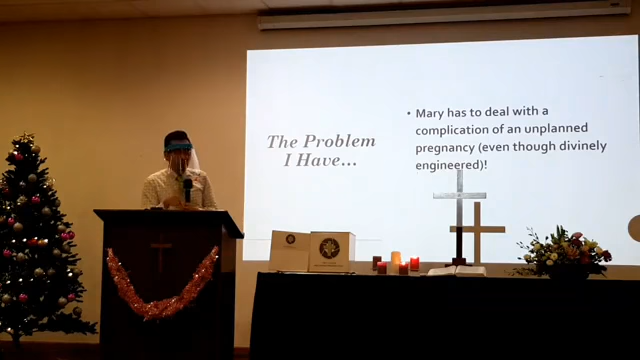 The Problem
I Have...
• Mary has to deal with a
complication of an unplanned
pregnancy (even though divinely
engineered)!